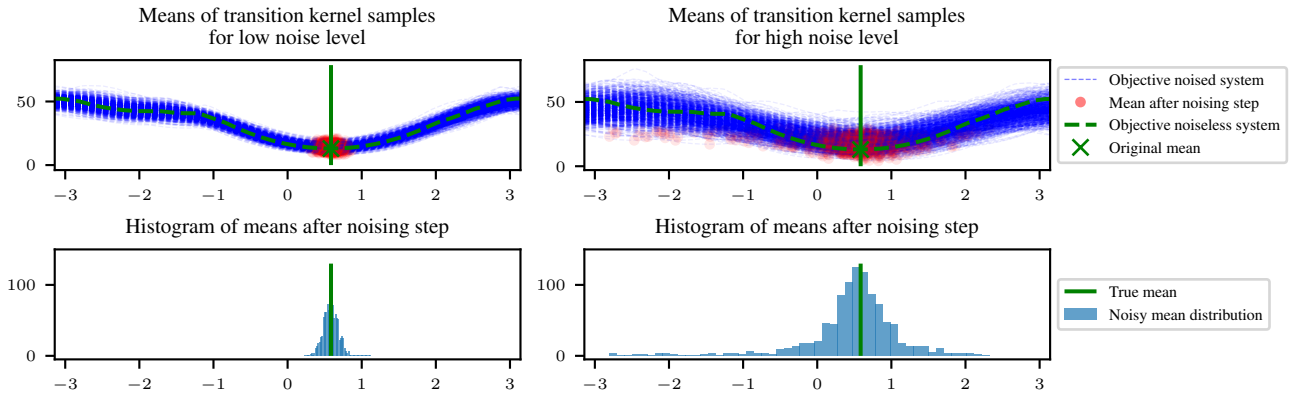 Means of transition kernel samples
for low noise level
Means of transition kernel samples
for high noise level
50
0
−3 −2 −1 0 1 2 3
50
0
−3 −2 −1 0 1 2 3
Objective noised system
Mean after noising step
Objective noiseless system
Original mean
Histogram of means after noising step
Histogram of means after noising step
100
0
−3 −2 −1 0 1 2 3
100
0
−3 −2 −1 0 1 2 3
True mean
Noisy mean distribution